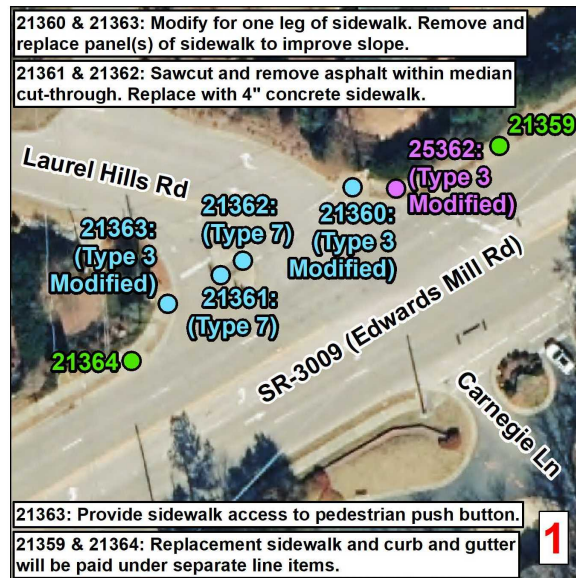 21360 & 21363: Modify for one leg of sidewalk. Remove and
replace panel(s) of sidewalk to improve slope.
21361 & 21362: Sawcut and remove asphalt within median
cut-through. Replace with 4" concrete sidewalk.
21359
Laurel Hills Rd
25362:
(Type 3
Modified)
21362:
(Type 7)
21360:
(Type 3
Modified)
21363:
(Type 3
Modified)
21361:
(Type 7)
21364
SR-3009 (Edwards Mill Rd)
Carnegie Ln
21363: Provide sidewalk access to pedestrian push button.
21359 & 21364: Replacement sidewalk and curb and gutter
will be paid under separate line items.
1